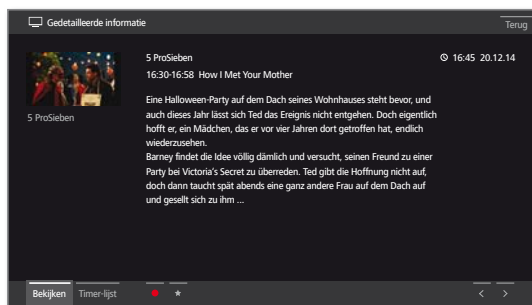 Gedetailleerde informatie
Terug
5 ProSieben
16:45 20.12.14
16:30-16:58 How I Met Your Mother
5 ProSieben
Eine Halloween-Party auf dem Dach seines Wohnhauses steht bevor, und
auch dieses Jahr lässt sich Ted das Ereignis nicht entgehen. Doch eigentlich
hofft er, ein Mädchen, das er vor vier Jahren dort getroffen hat, endlich
wiederzusehen.
Barney findet die Idee völlig dämlich und versucht, seinen Freund zu einer
Party bei Victoria's Secret zu überreden. Ted gibt die Hoffnung nicht auf,
doch dann taucht spät abends eine ganz andere Frau auf dem Dach auf
und gesellt sich zu ihm ...
Bekijken
Timer-lijst